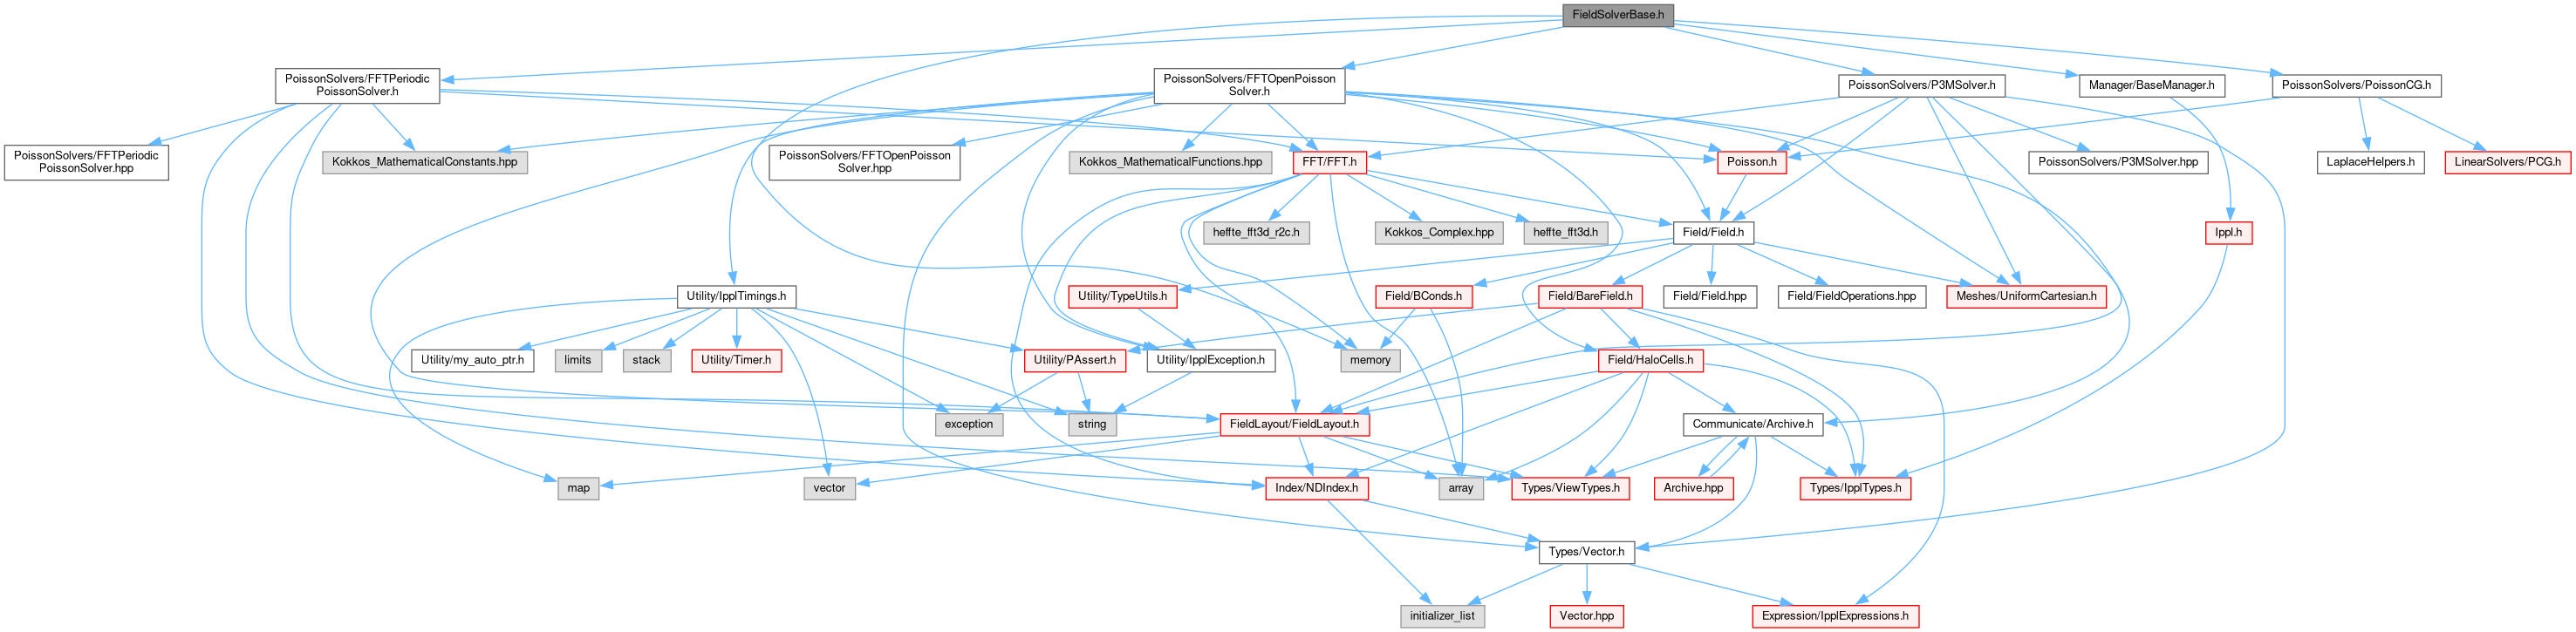 FieldSolverBase.h
PoissonSolvers/FFTPeriodic
PoissonSolver.h
PoissonSolvers/FFTOpenPoisson
Solver.h
PoissonSolvers/P3MSolver.h
Manager/BaseManager.h
PoissonSolvers/PoissonCG.h
PoissonSolvers/FFTPeriodic
PoissonSolver.hpp
Kokkos_MathematicalConstants.hpp
PoissonSolvers/FFTOpenPoisson
Solver.hpp
Kokkos_MathematicalFunctions.hpp
FFT/FFT.h
Poisson.h
PoissonSolvers/P3MSolver.hpp
LaplaceHelpers.h
LinearSolvers/PCG.h
heffte_fft3d_r2c.h
Kokkos_Complex.hpp
heffte_fft3d.h
Field/Field.h
Ippl.h
Utility/IpplTimings.h
Utility/TypeUtils.h
Field/BConds.h
Field/BareField.h
Field/Field.hpp
Field/FieldOperations.hpp
Meshes/UniformCartesian.h
Utility/my_auto_ptr.h
limits
stack
Utility/Timer.h
Utility/PAssert.h
Utility/IpplException.h
memory
Field/HaloCells.h
exception
string
FieldLayout/FieldLayout.h
Communicate/Archive.h
map
vector
Index/NDIndex.h
array
Types/ViewTypes.h
Archive.hpp
Types/IpplTypes.h
Types/Vector.h
initializer_list
Vector.hpp
Expression/IpplExpressions.h